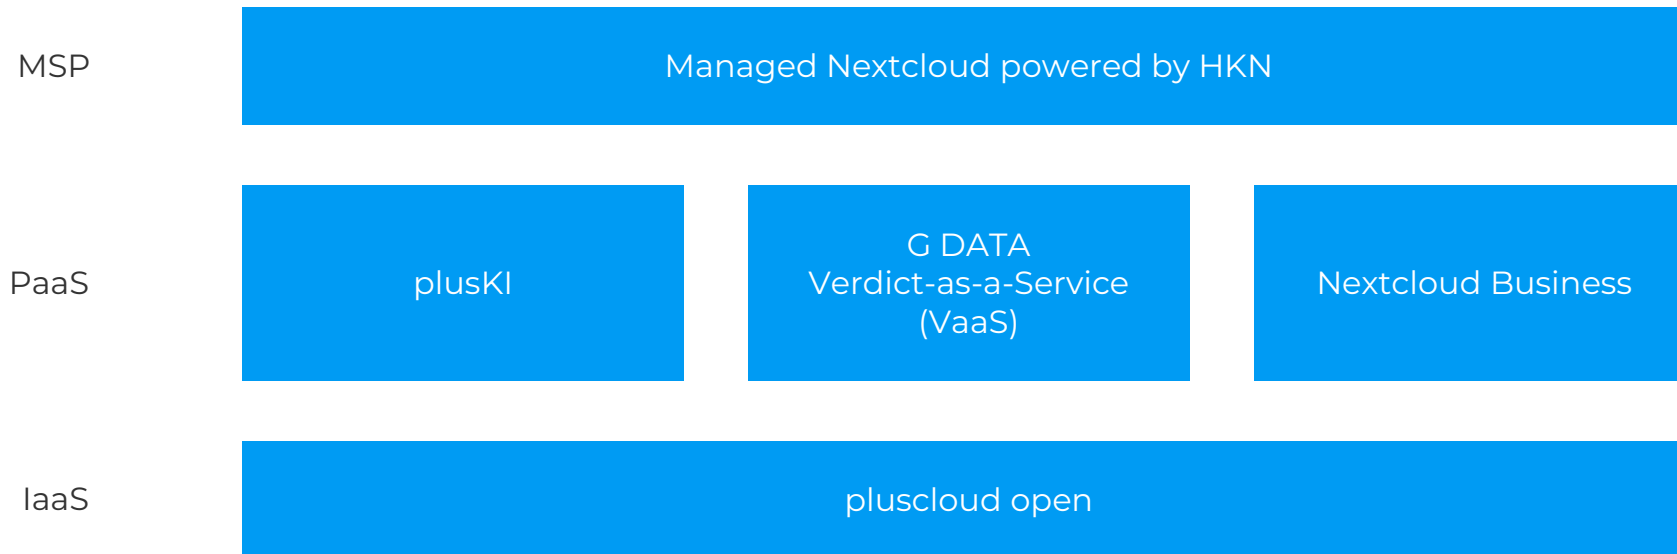 MSP
Managed Nextcloud powered by HKN
PaaS
plusKI
G DATA
Verdict-as-a-Service
(VaaS)
Nextcloud Business
IaaS
pluscloud open